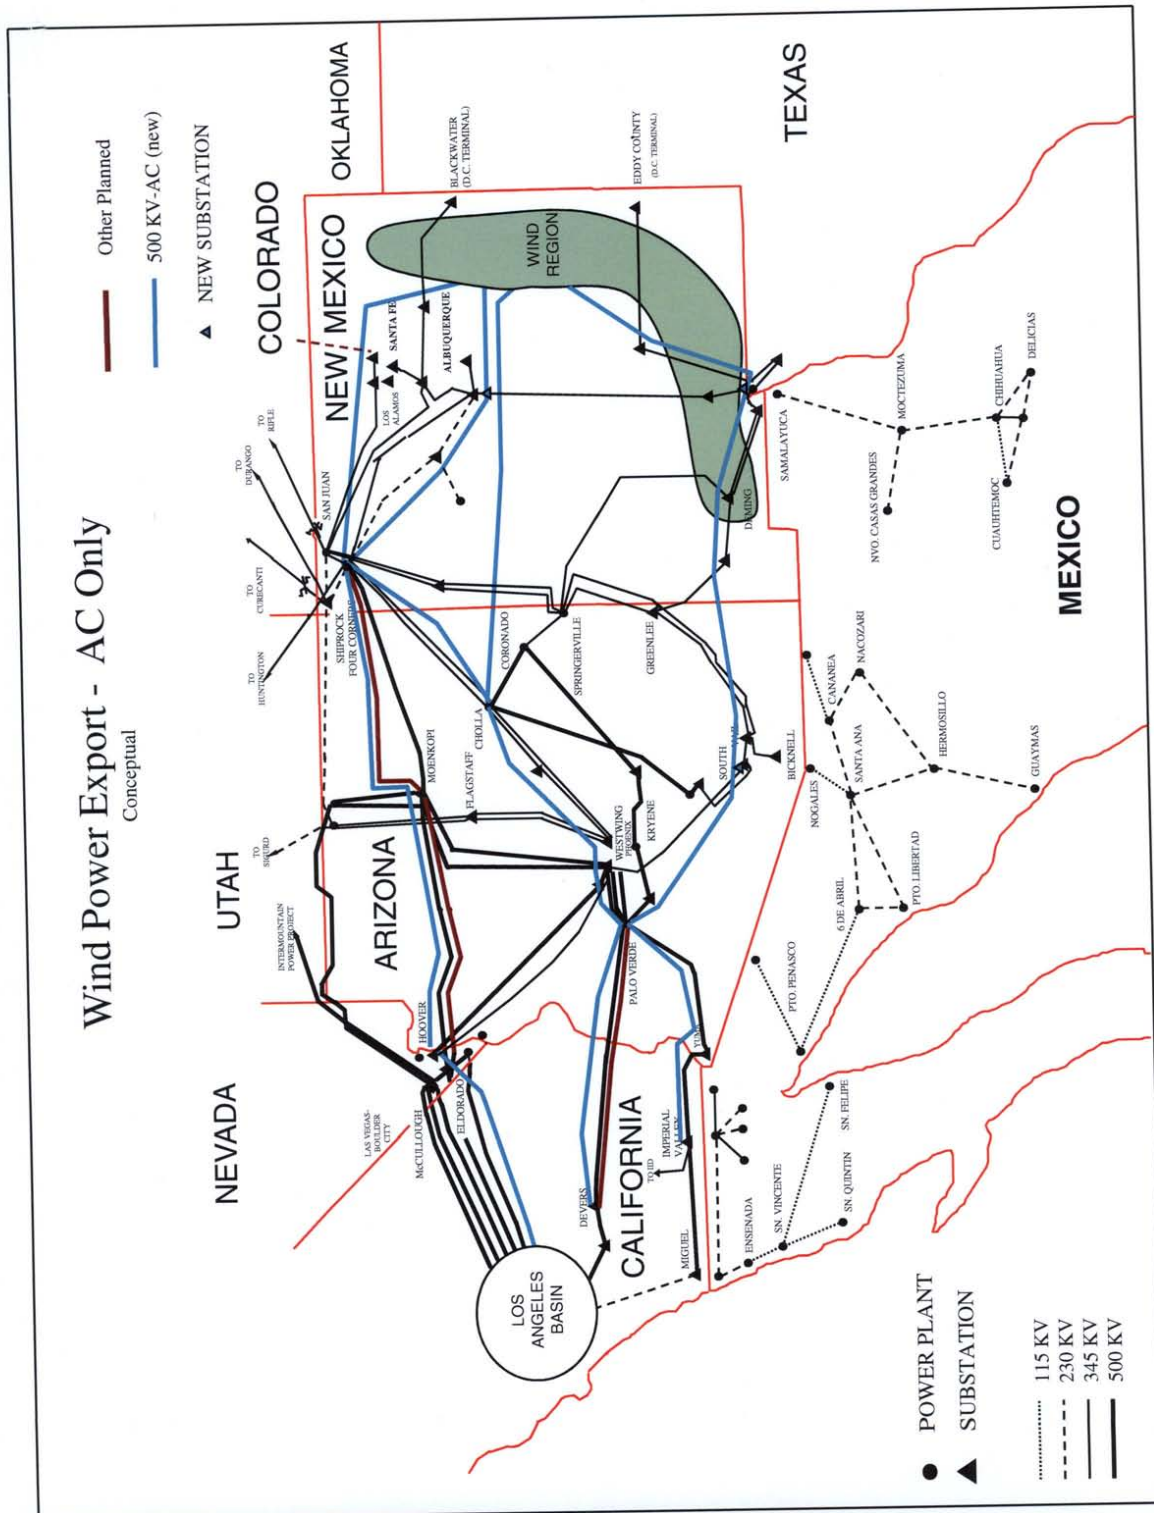 Wind Power Export - AC Only
Conceptual
Other Planned
500 KV-AC (new)
NEW SUBSTATION
NEVADA
UTAH
COLORADO
OKLAHOMA
ARIZONA
NEW MEXICO
CALIFORNIA
TEXAS
MEXICO
LAS VEGAS-
BOULDER
CITY
INTERMOUNTAIN
POWER PROJECT
TO
SIGURD
TO
HUNTINGTON
TO
CURECANTI
TO
DURANGO
TO
RIFLE
SAN JUAN
SHIPROCK
FOUR CORNERS
LOS
ALAMOS
SANTA FE
ALBUQUERQUE
BLACKWATER
(D.C. TERMINAL)
WIND
REGION
EDDY COUNTY
(D.C. TERMINAL)
McCULLOUGH
ELDORADO
HOOVER
MOENKOPI
FLAGSTAFF
CHOLLA
CORONADO
SPRINGERVILLE
GREENLEE
DEMING
LOS
ANGELES
BASIN
DEVERS
PALO VERDE
WESTWING
PHOENIX
KRYENE
SOUTH
BICKNELL
MIGUEL
TO IID
IMPERIAL
VALLEY
YUMA
ENSENADA
SN. VINCENTE
SN. QUINTIN
SN. FELIPE
PTO. PENASCO
6 DE ABRIL
PTO. LIBERTAD
NOGALES
SANTA ANA
CANANEA
NACOZARI
HERMOSILLO
GUAYMAS
SAMALAYUCA
NVO. CASAS GRANDES
MOCTEZUMA
CUAUHTEMOC
CHIHUAHUA
DELICIAS
POWER PLANT
SUBSTATION
115 KV
230 KV
345 KV
500 KV